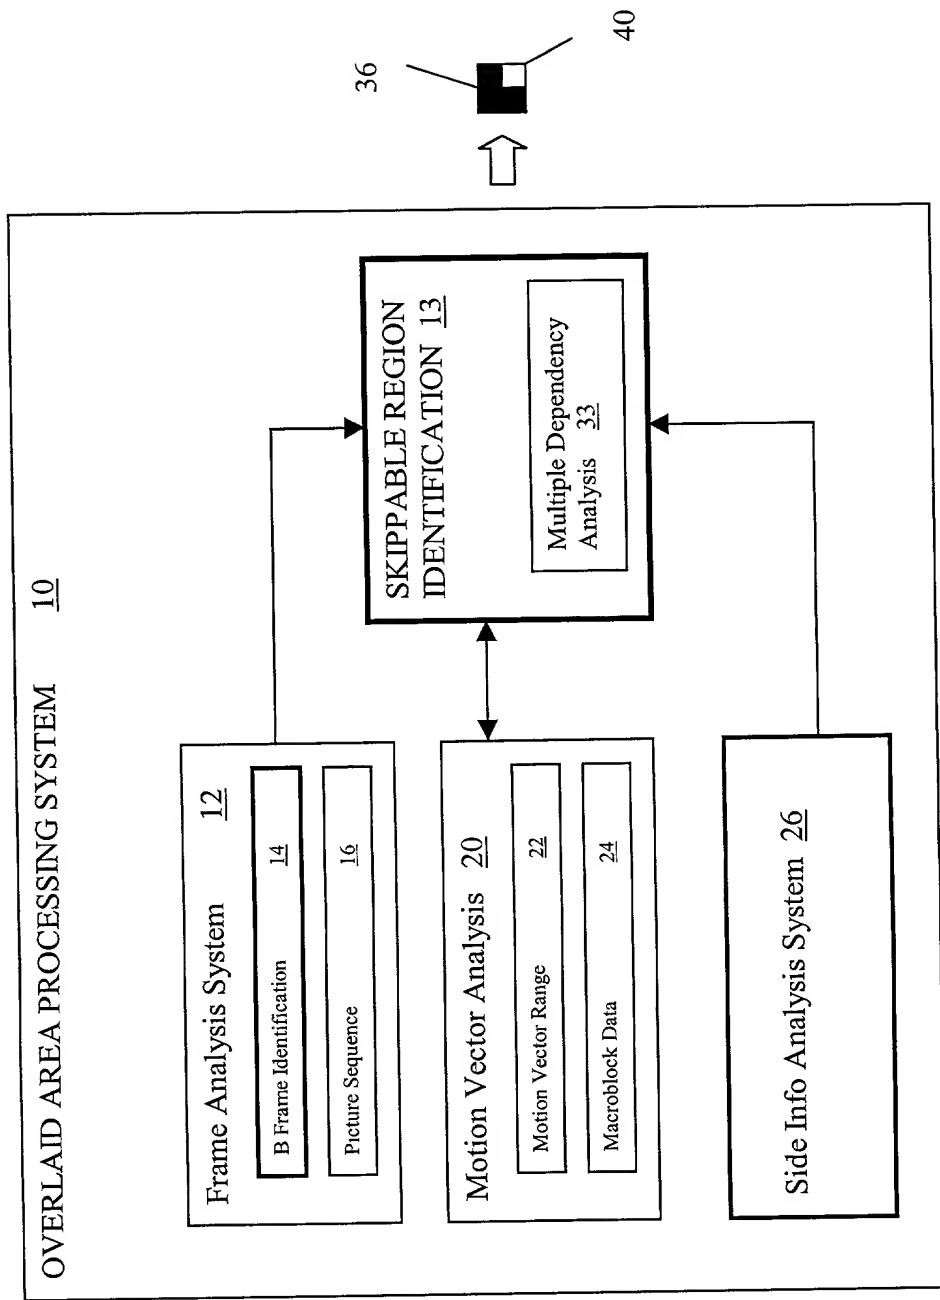 OVERLAID AREA PROCESSING SYSTEM 10
Frame Analysis System 12
B Frame Identification 14
Picture Sequence 16
Motion Vector Analysis 20
Motion Vector Range 22
Macroblock Data 24
Side Info Analysis System 26
SKIPPABLE REGION
IDENTIFICATION 13
Multiple Dependency
Analysis 33
36
40